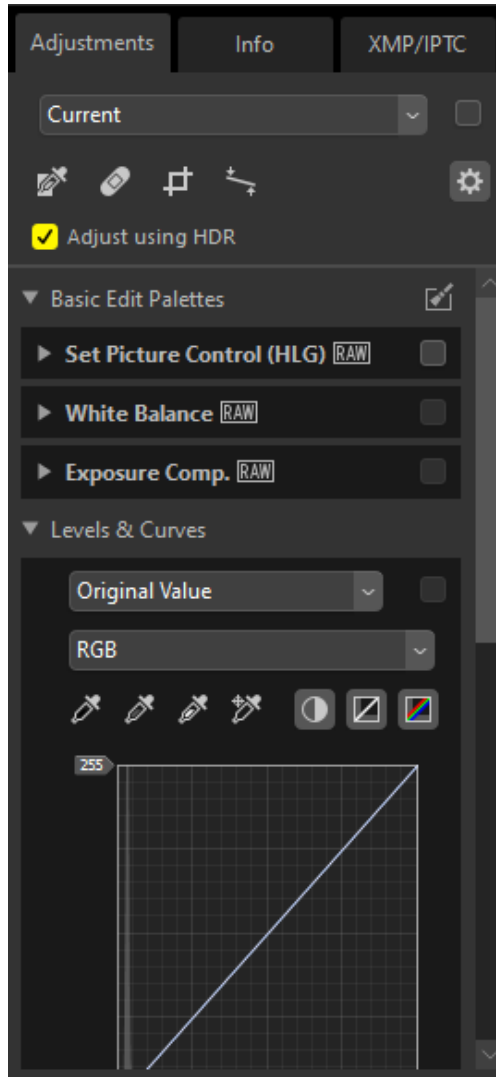 Adjustments Info XMP/IPTC
Current
Adjust using HDR
Basic Edit Palettes
Set Picture Control (HLG) RAW
White Balance RAW
Exposure Comp. RAW
Levels & Curves
Original Value
RGB
255